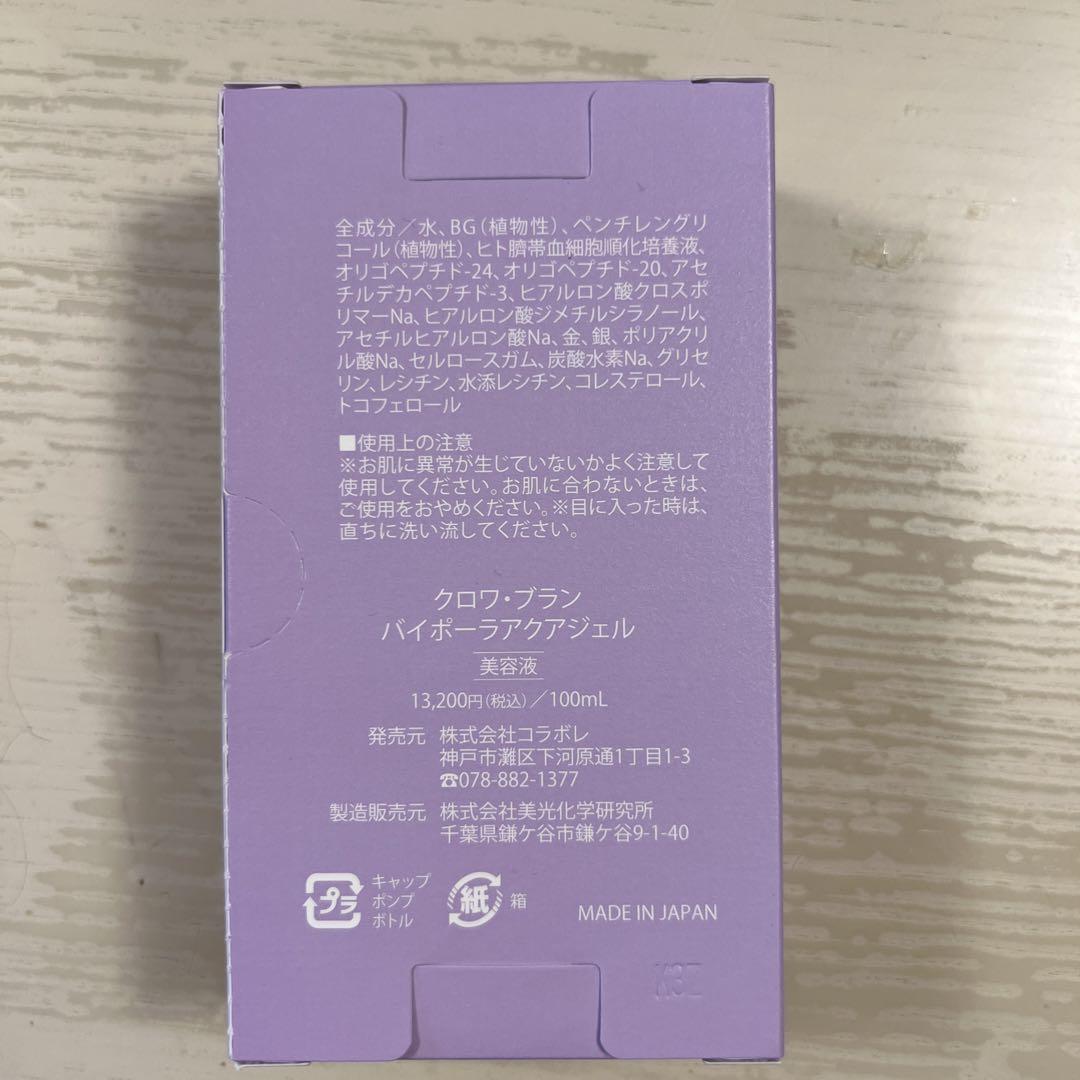 全成分／水、BG（植物性）、ペンチレングリ
コール（植物性）、ヒト臍帯血細胞順化培養液、
オリゴペプチド-24、オリゴペプチド-20、アセ
チルデカペプチド-3、ヒアルロン酸クロスポ
リマーNa、ヒアルロン酸ジメチルシラノール、
アセチルヒアルロン酸Na、金、銀、ポリアクリ
ル酸Na、セルロースガム、炭酸水素Na、グリセ
リン、レシチン、水添レシチン、コレステロール、
トコフェロール
■使用上の注意
※お肌に異常が生じていないかよく注意して
使用してください。お肌に合わないときは、
ご使用をおやめください。※目に入った時は、
直ちに洗い流してください。
クロワ・ブラン
バイポーラアクアジェル
美容液
13,200円（税込）／100mL
発売元 株式会社コラボレ
神戸市灘区下河原通1丁目1-3
☎078-882-1377
製造販売元 株式会社美光化学研究所
千葉県鎌ケ谷市鎌ケ谷9-1-40
プラ キャップ
ポンプ
ボトル
紙 箱
MADE IN JAPAN